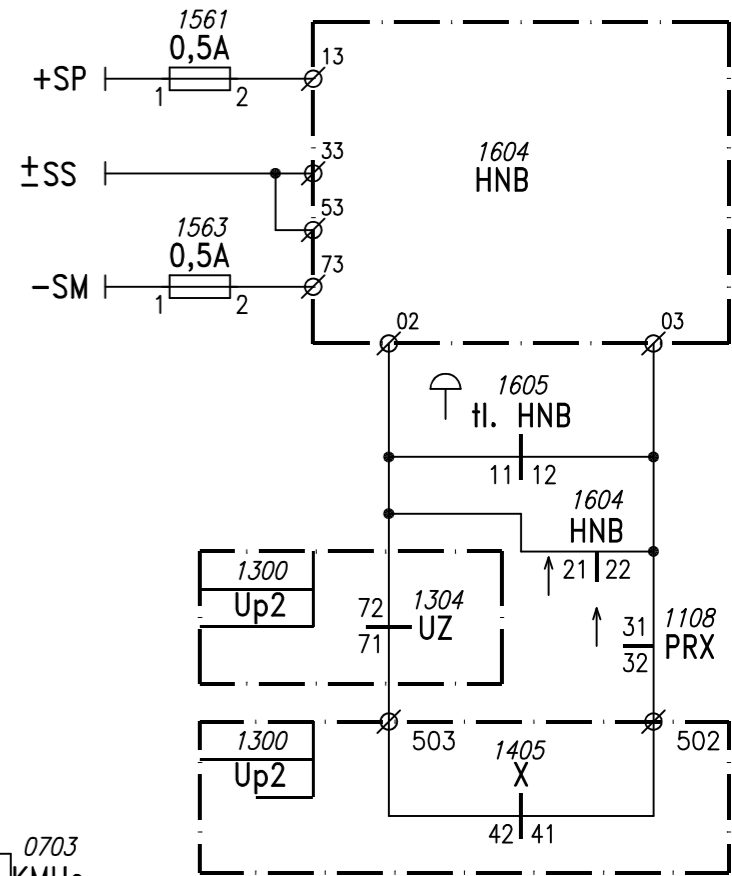 1561
0,5A
+SP
1 2
13
±SS
33
53
1604
HNB
1563
0,5A
-SM
1 2
73
02
03
1605
tl. HNB
11 12
1604
HNB
21 22
1300
Up2
72
71
1304
UZ
31
32
1108
PRX
503
502
1300
Up2
1405
X
42 41
0703